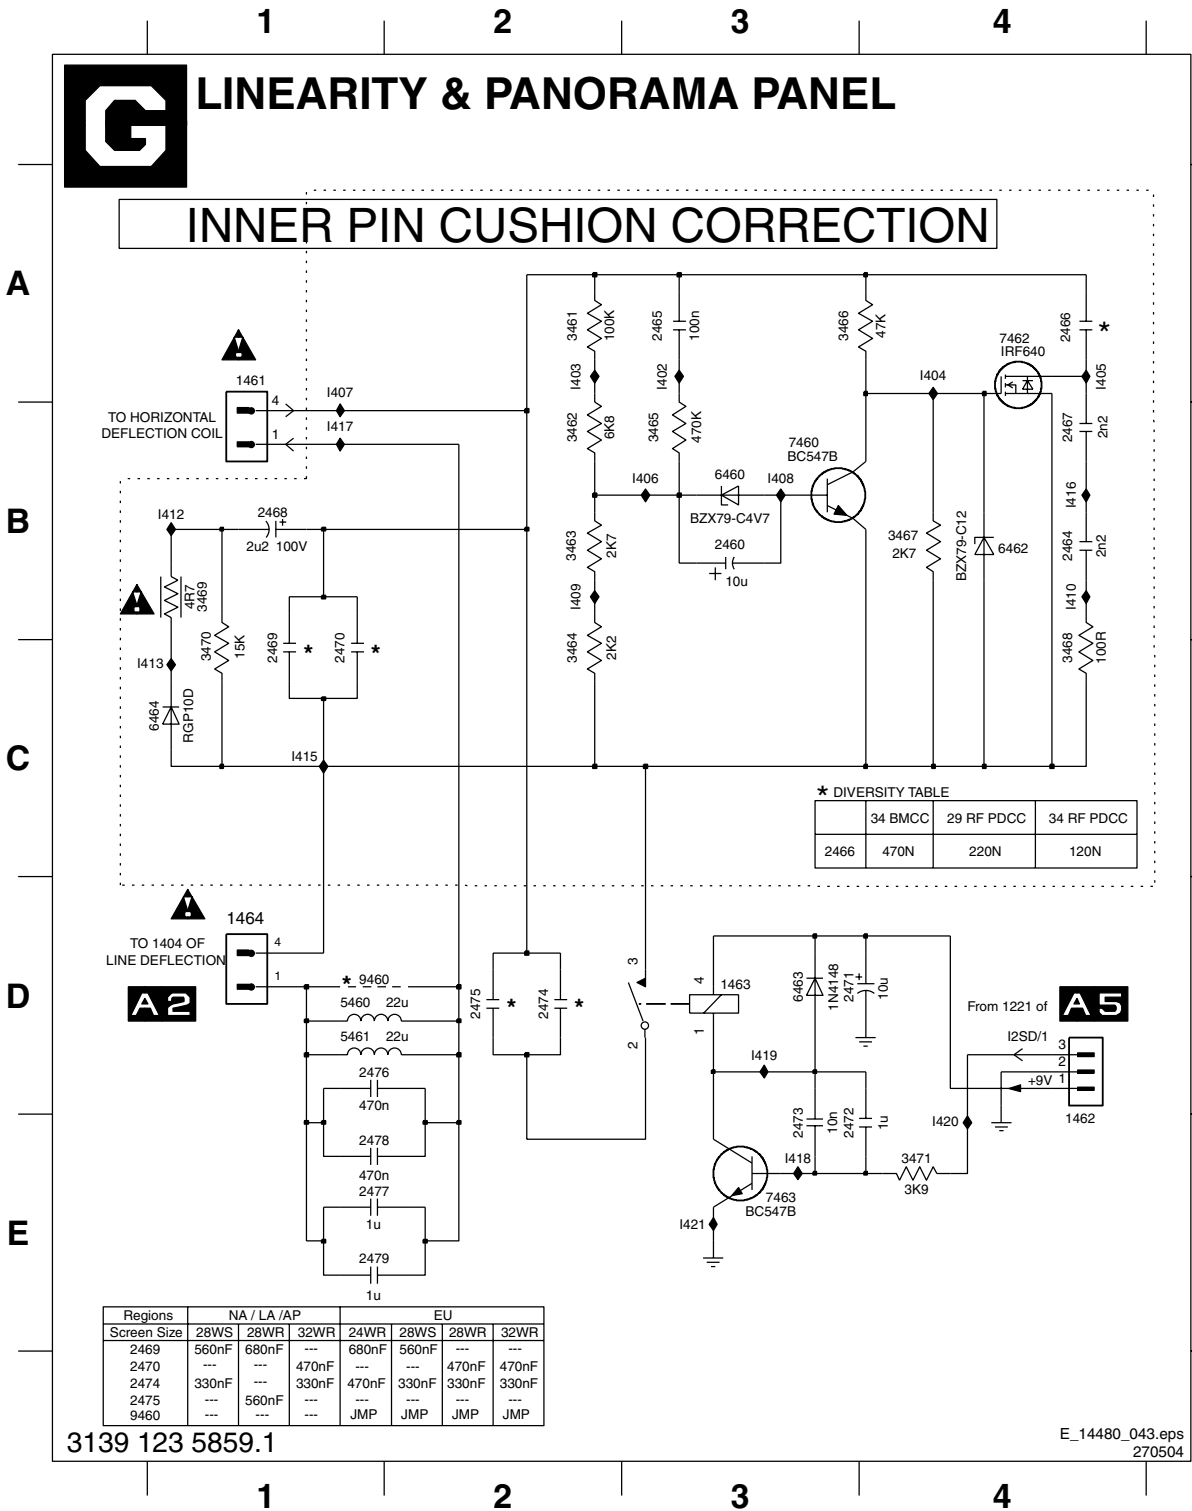 1 2 3 4
G LINEARITY & PANORAMA PANEL
INNER PIN CUSHION CORRECTION
A
3461 100K
2465 100n
3466 47K
2466 *
7462
IRF640
I403
I402
I404
I405
1461
4
1
I407
I417
TO HORIZONTAL
DEFLECTION COIL
3462 6K8
3465 470K
7460
BC547B
2467 2n2
B
I412
2468
+
2u2 100V
I406
6460
I408
BZX79-C4V7
2460
+
10u
I416
3463 2K7
3467
2K7
BZX79-C12
6462
2464 2n2
4R7
3469
I409
I410
3470 15K
2469 *
2470 *
3464 2K2
3468 100R
I413
6464 RGP10D
C
I415
* DIVERSITY TABLE
34 BMCC 29 RF PDCC 34 RF PDCC
2466 470N 220N 120N
1464
4
1
TO 1404 OF
LINE DEFLECTION
D
A2
* 9460
5460 22u
5461 22u
2475 *
2474 *
3
2
4
1463
1
6463 1N4148
2471 + 10u
From 1221 of A5
I2SD/1
3
2
1
+9V
1462
I419
2476
470n
2478
470n
2473 10n
2472 1u
I420
I418
3471
3K9
7463
BC547B
2477
1u
I421
E
2479
1u
Regions NA / LA /AP EU
Screen Size 28WS 28WR 32WR 24WR 28WS 28WR 32WR
2469 560nF 680nF --- 680nF 560nF --- ---
2470 --- --- 470nF --- --- 470nF 470nF
2474 330nF --- 330nF 470nF 330nF 330nF 330nF
2475 --- 560nF --- --- --- --- ---
9460 --- --- --- JMP JMP JMP JMP
3139 123 5859.1
E_14480_043.eps
270504
1 2 3 4